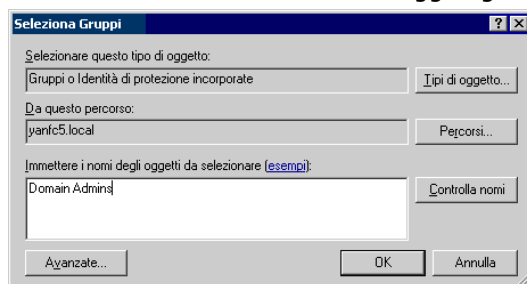 Seleziona Gruppi
Selezionare questo tipo di oggetto:
Gruppi o Identità di protezione incorporate
Tipi di oggetto...
Da questo percorso:
yanfc5.local
Percorsi...
Immettere i nomi degli oggetti da selezionare (esempi):
Domain Admins
Controlla nomi
Avanzate...
OK
Annulla